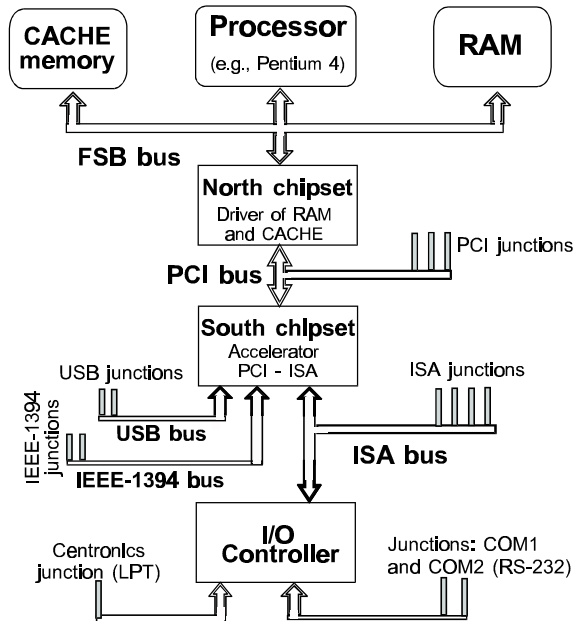 CACHE
memory
Processor
(e.g., Pentium 4)
RAM
FSB bus
North chipset
Driver of RAM
and CACHE
PCI junctions
PCI bus
South chipset
Accelerator
PCI - ISA
USB junctions
ISA junctions
IEEE-1394
junctions
USB bus
IEEE-1394 bus
ISA bus
I/O
Controller
Centronics
junction (LPT)
Junctions: COM1
and COM2 (RS-232)